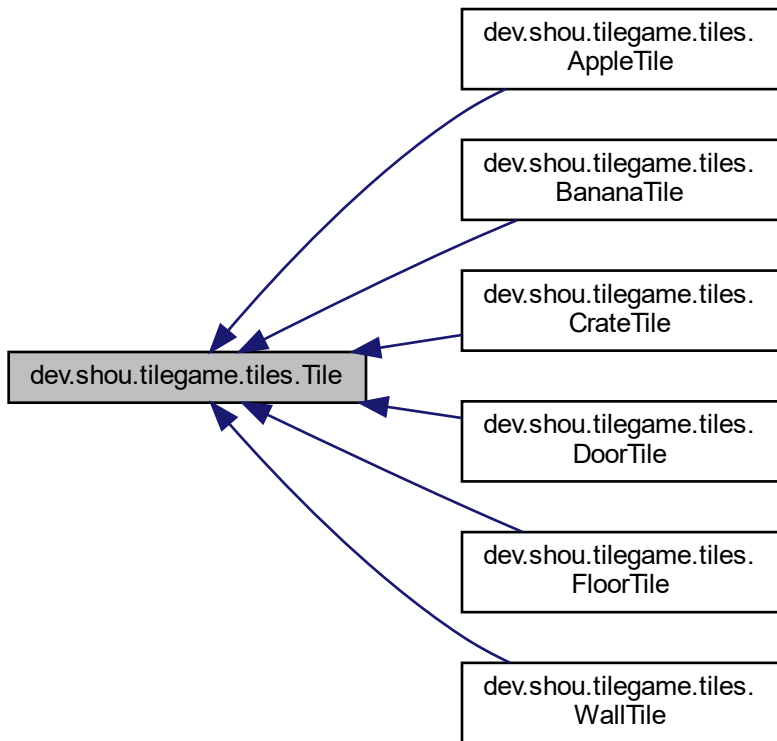 dev.shou.tilegame.tiles.
AppleTile
dev.shou.tilegame.tiles.
BananaTile
dev.shou.tilegame.tiles.
CrateTile
dev.shou.tilegame.tiles.Tile
dev.shou.tilegame.tiles.
DoorTile
dev.shou.tilegame.tiles.
FloorTile
dev.shou.tilegame.tiles.
WallTile